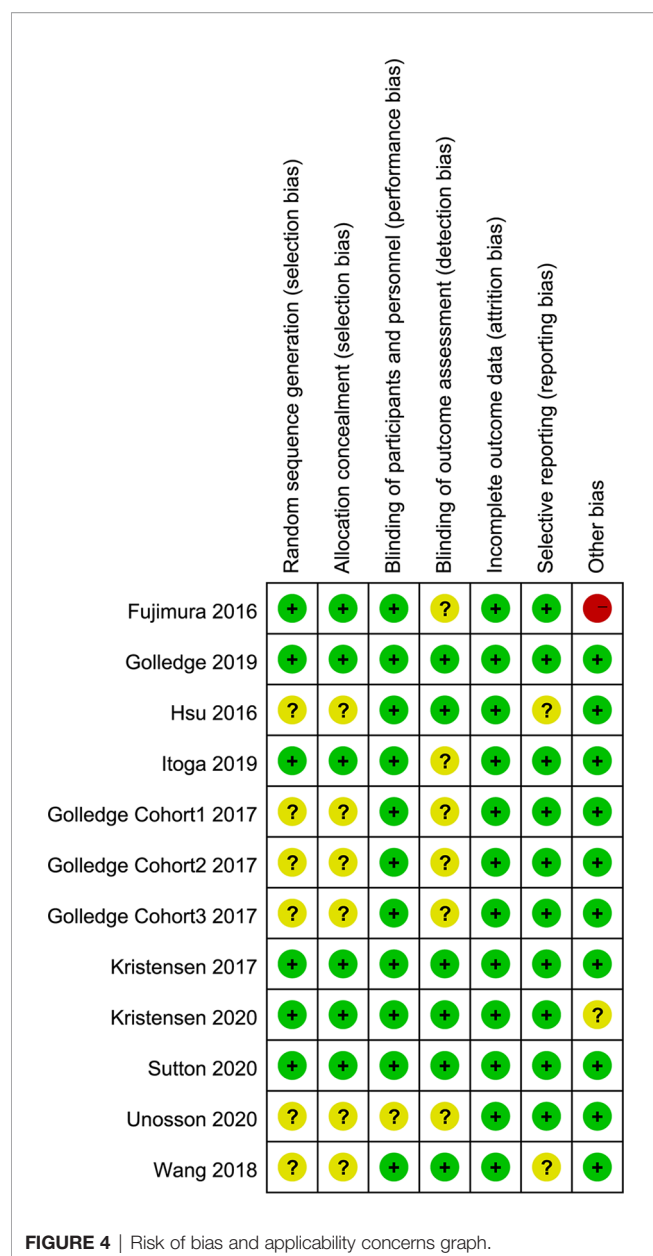 Random sequence generation (selection bias)
Allocation concealment (selection bias)
Blinding of participants and personnel (performance bias)
Blinding of outcome assessment (detection bias)
Incomplete outcome data (attrition bias)
Selective reporting (reporting bias)
Other bias
Fujimura 2016 + + + ? + + –
Golledge 2019 + + + + + + +
Hsu 2016 ? ? + + + ? +
Itoga 2019 + + + ? + + +
Golledge Cohort1 2017 ? ? + ? + + +
Golledge Cohort2 2017 ? ? + ? + + +
Golledge Cohort3 2017 ? ? + ? + + +
Kristensen 2017 + + + + + + +
Kristensen 2020 + + + + + + ?
Sutton 2020 + + + + + + +
Unosson 2020 ? ? ? ? + + +
Wang 2018 ? ? + + + ? +
FIGURE 4 | Risk of bias and applicability concerns graph.